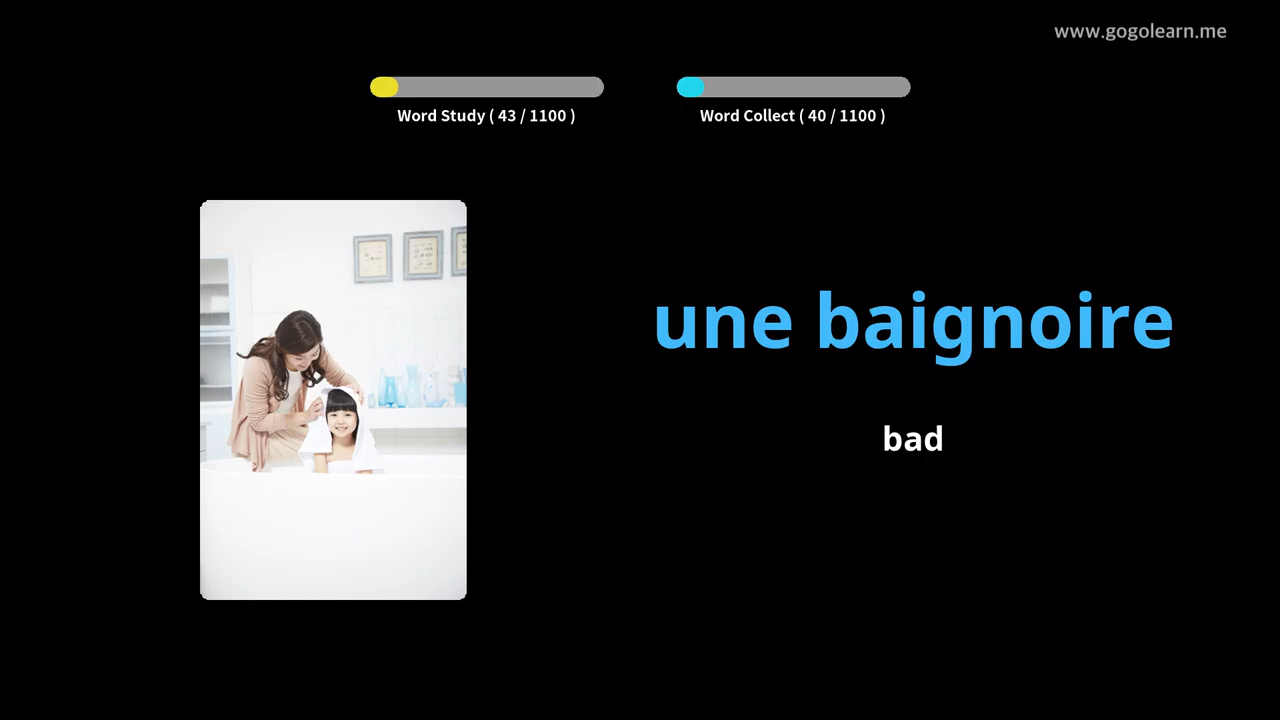 www.gogolearn.me
Word Study ( 43 / 1100 )
Word Collect ( 40 / 1100 )
une baignoire
bad